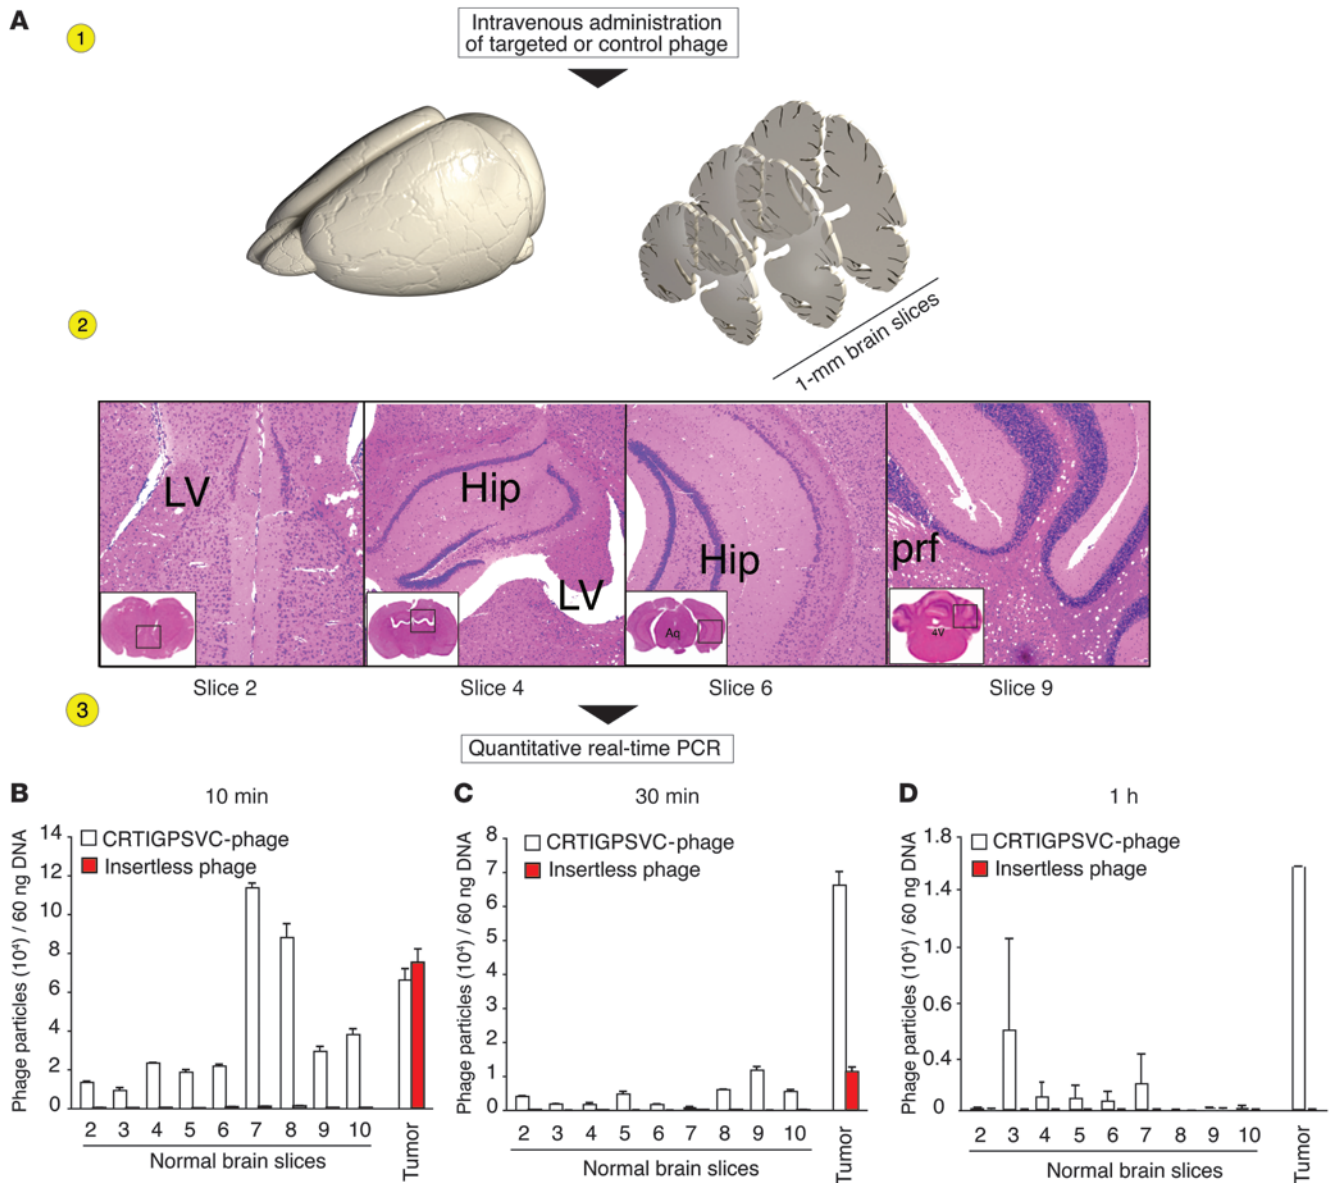 A
1
Intravenous administration
of targeted or control phage
2
1-mm brain slices
LV
Hip
LV
Hip
Aq
prf
4V
Slice 2
Slice 4
Slice 6
Slice 9
3
Quantitative real-time PCR
B
10 min
Phage particles (10⁴) / 60 ng DNA
14
12
10
8
6
4
2
0
CRTIGPSVC-phage
Insertless phage
2 3 4 5 6 7 8 9 10
Normal brain slices
Tumor
C
30 min
Phage particles (10⁴) / 60 ng DNA
8
7
6
5
4
3
2
1
0
CRTIGPSVC-phage
Insertless phage
2 3 4 5 6 7 8 9 10
Normal brain slices
Tumor
D
1 h
Phage particles (10⁴) / 60 ng DNA
1.8
1.4
1.0
0.6
0.4
0
CRTIGPSVC-phage
Insertless phage
2 3 4 5 6 7 8 9 10
Normal brain slices
Tumor